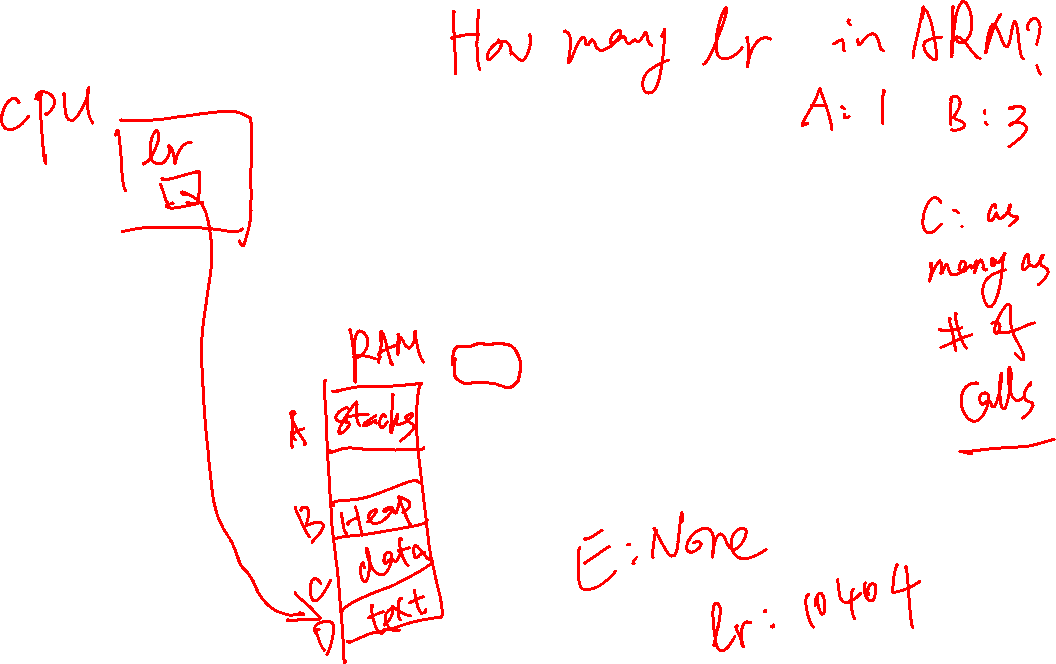 How many lr in ARM?
A: 1 B: 3
CPU
lr
C: as
many as
# of
Calls
RAM
A stacks
B Heap
C data
D text
E: None
lr: 10404